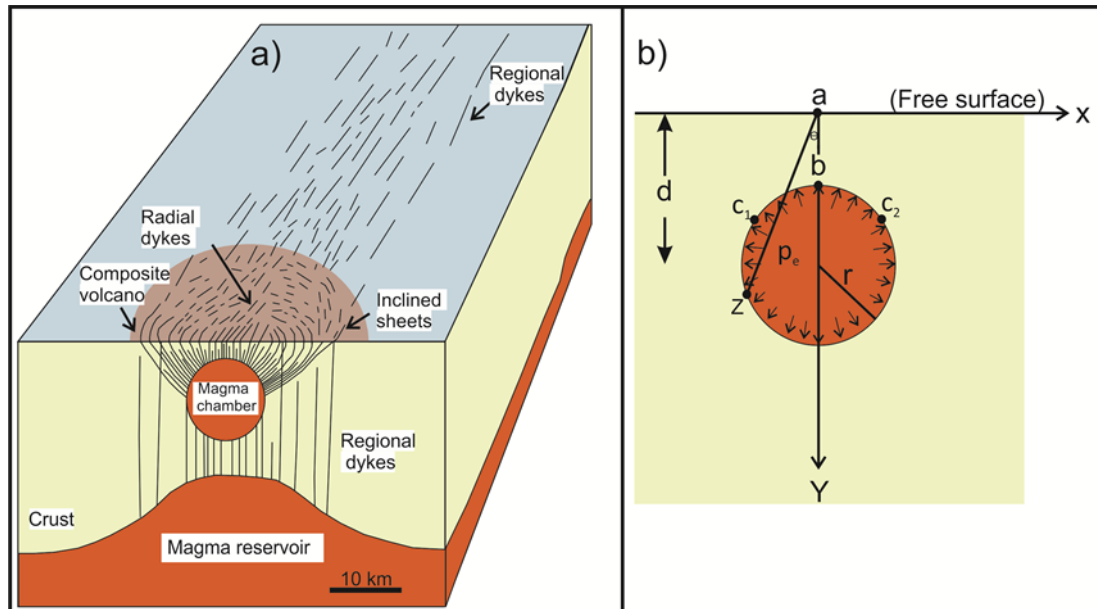 a)
Regional
dykes
Radial
dykes
Composite
volcano
Inclined
sheets
Magma
chamber
Regional
dykes
Crust
Magma reservoir
10 km
b)
a
(Free surface)
x
Θ
b
d
c₁
c₂
pₑ
r
z
Y